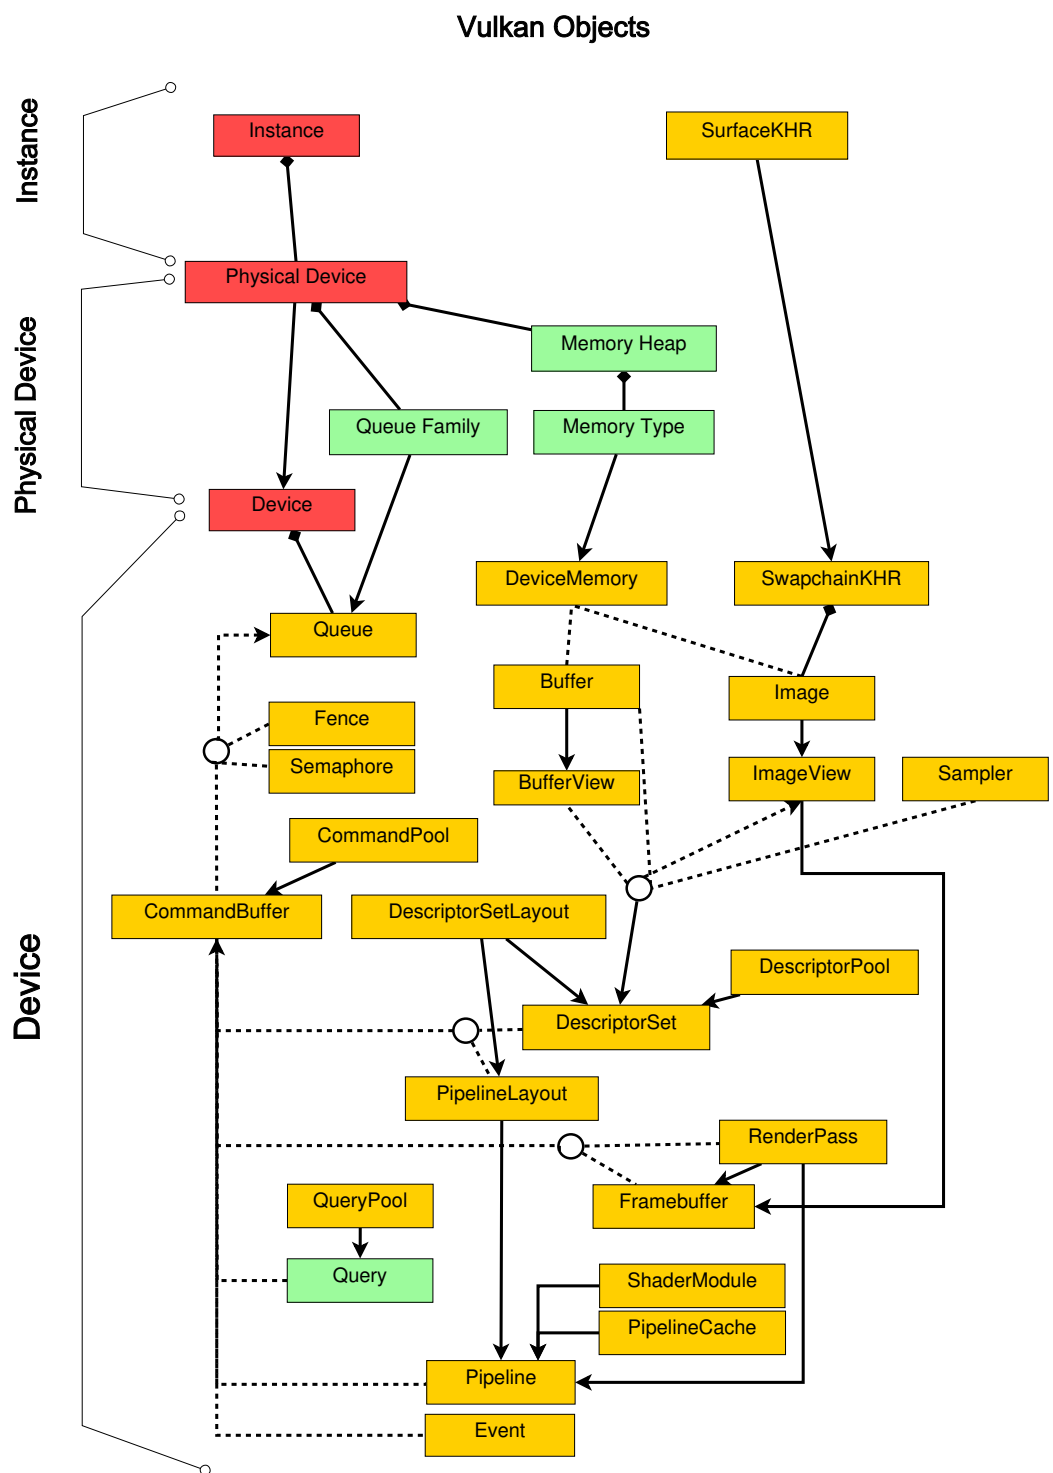 Vulkan Objects
Instance
Instance
SurfaceKHR
Physical Device
Physical Device
Memory Heap
Queue Family
Memory Type
Device
Device
DeviceMemory
SwapchainKHR
Queue
Buffer
Image
Fence
Semaphore
BufferView
ImageView
Sampler
CommandPool
CommandBuffer
DescriptorSetLayout
DescriptorPool
DescriptorSet
PipelineLayout
RenderPass
QueryPool
Framebuffer
Query
ShaderModule
PipelineCache
Pipeline
Event